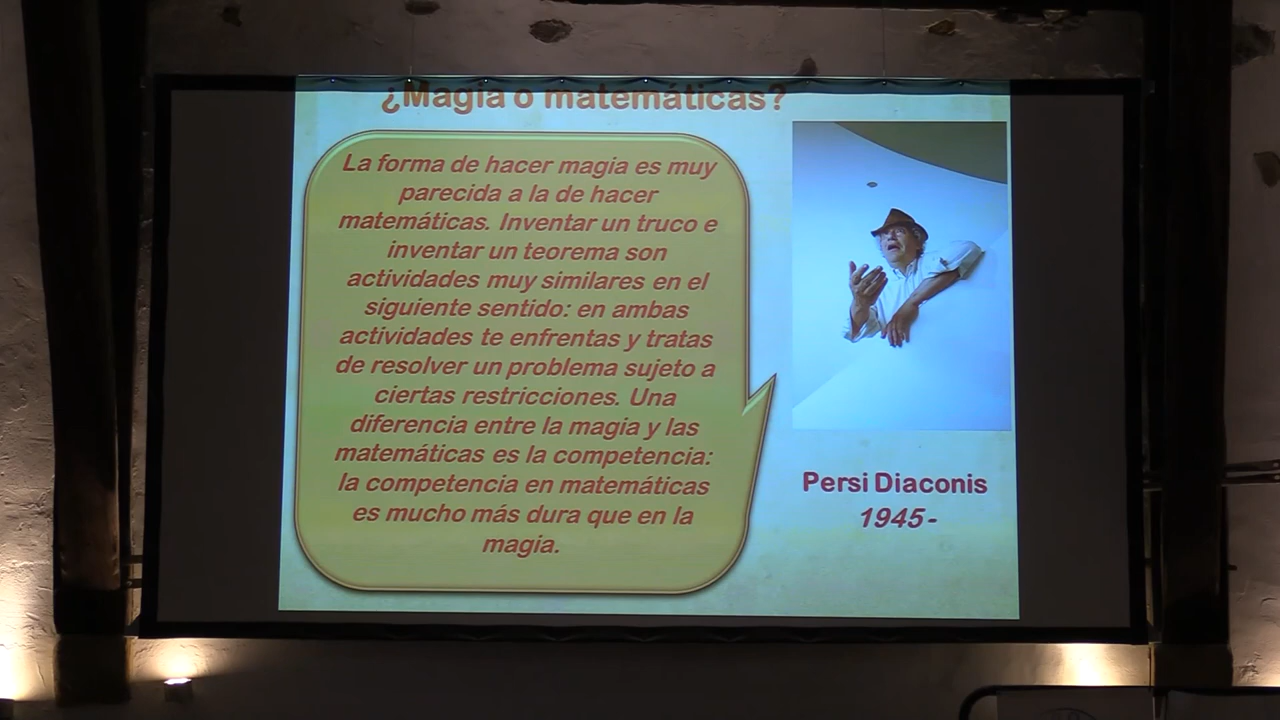 ¿Magia o matemáticas?
La forma de hacer magia es muy
parecida a la de hacer
matemáticas. Inventar un truco e
inventar un teorema son
actividades muy similares en el
siguiente sentido: en ambas
actividades te enfrentas y tratas
de resolver un problema sujeto a
ciertas restricciones. Una
diferencia entre la magia y las
matemáticas es la competencia:
la competencia en matemáticas
es mucho más dura que en la
magia.
Persi Diaconis
1945-